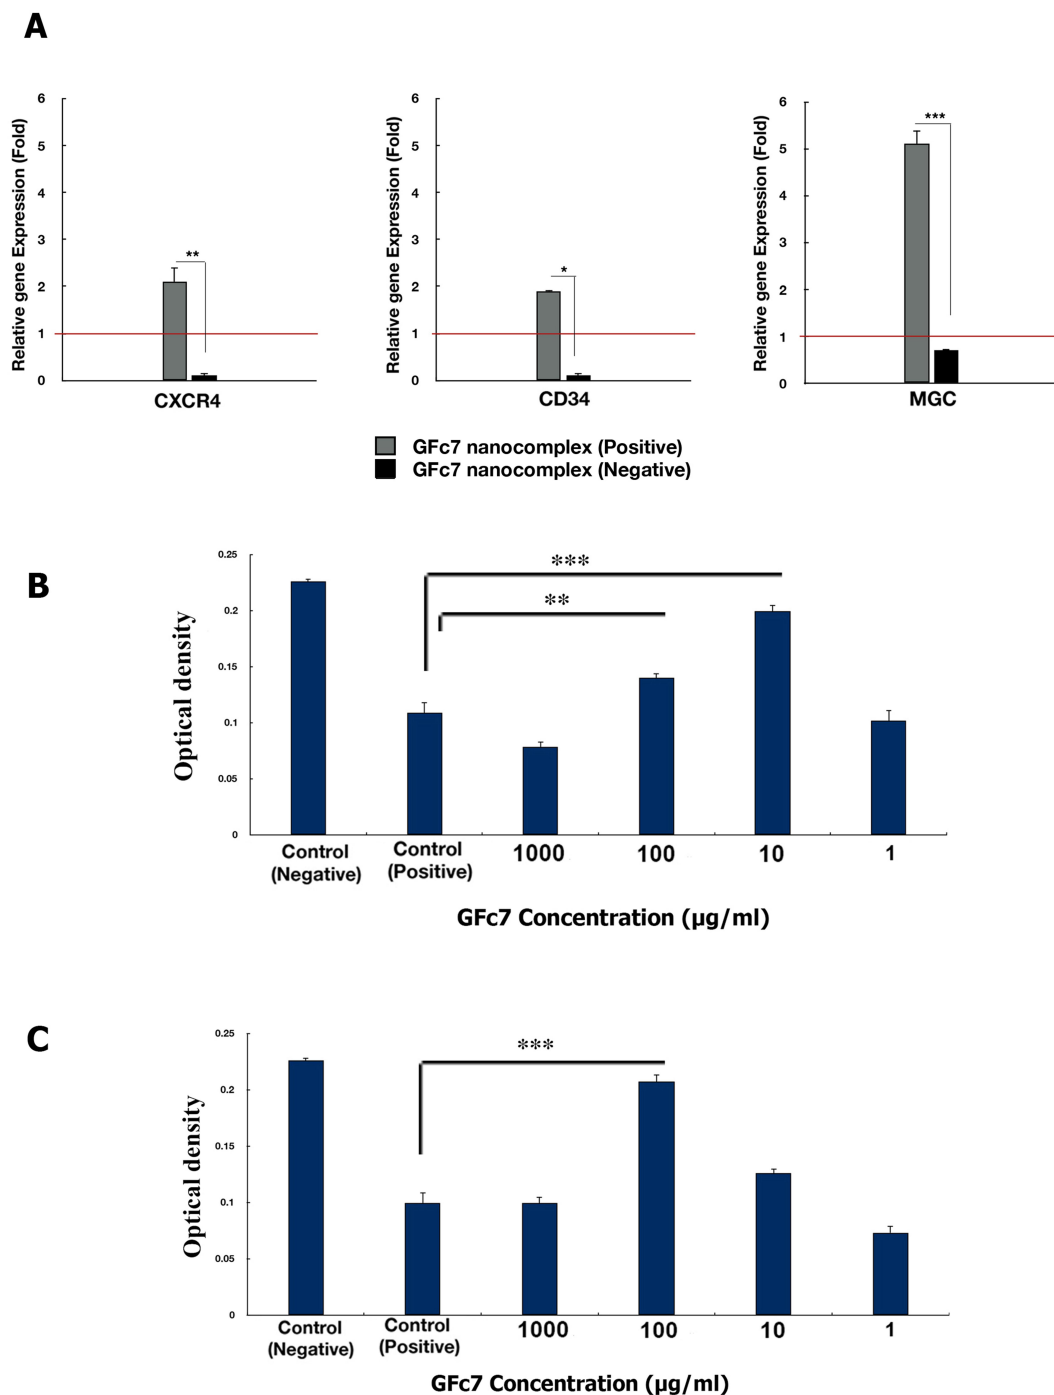 A
Relative gene Expression (Fold)
6
5
4
3
2
1
0
**
CXCR4
Relative gene Expression (Fold)
6
5
4
3
2
1
0
*
CD34
Relative gene Expression (Fold)
6
5
4
3
2
1
0
***
MGC
GFc7 nanocomplex (Positive)
GFc7 nanocomplex (Negative)
B
Optical density
0.25
0.2
0.15
0.1
0.05
0
***
**
Control
(Negative)
Control
(Positive)
1000
100
10
1
GFc7 Concentration (µg/ml)
C
Optical density
0.25
0.2
0.15
0.1
0.05
0
***
Control
(Negative)
Control
(Positive)
1000
100
10
1
GFc7 Concentration (µg/ml)